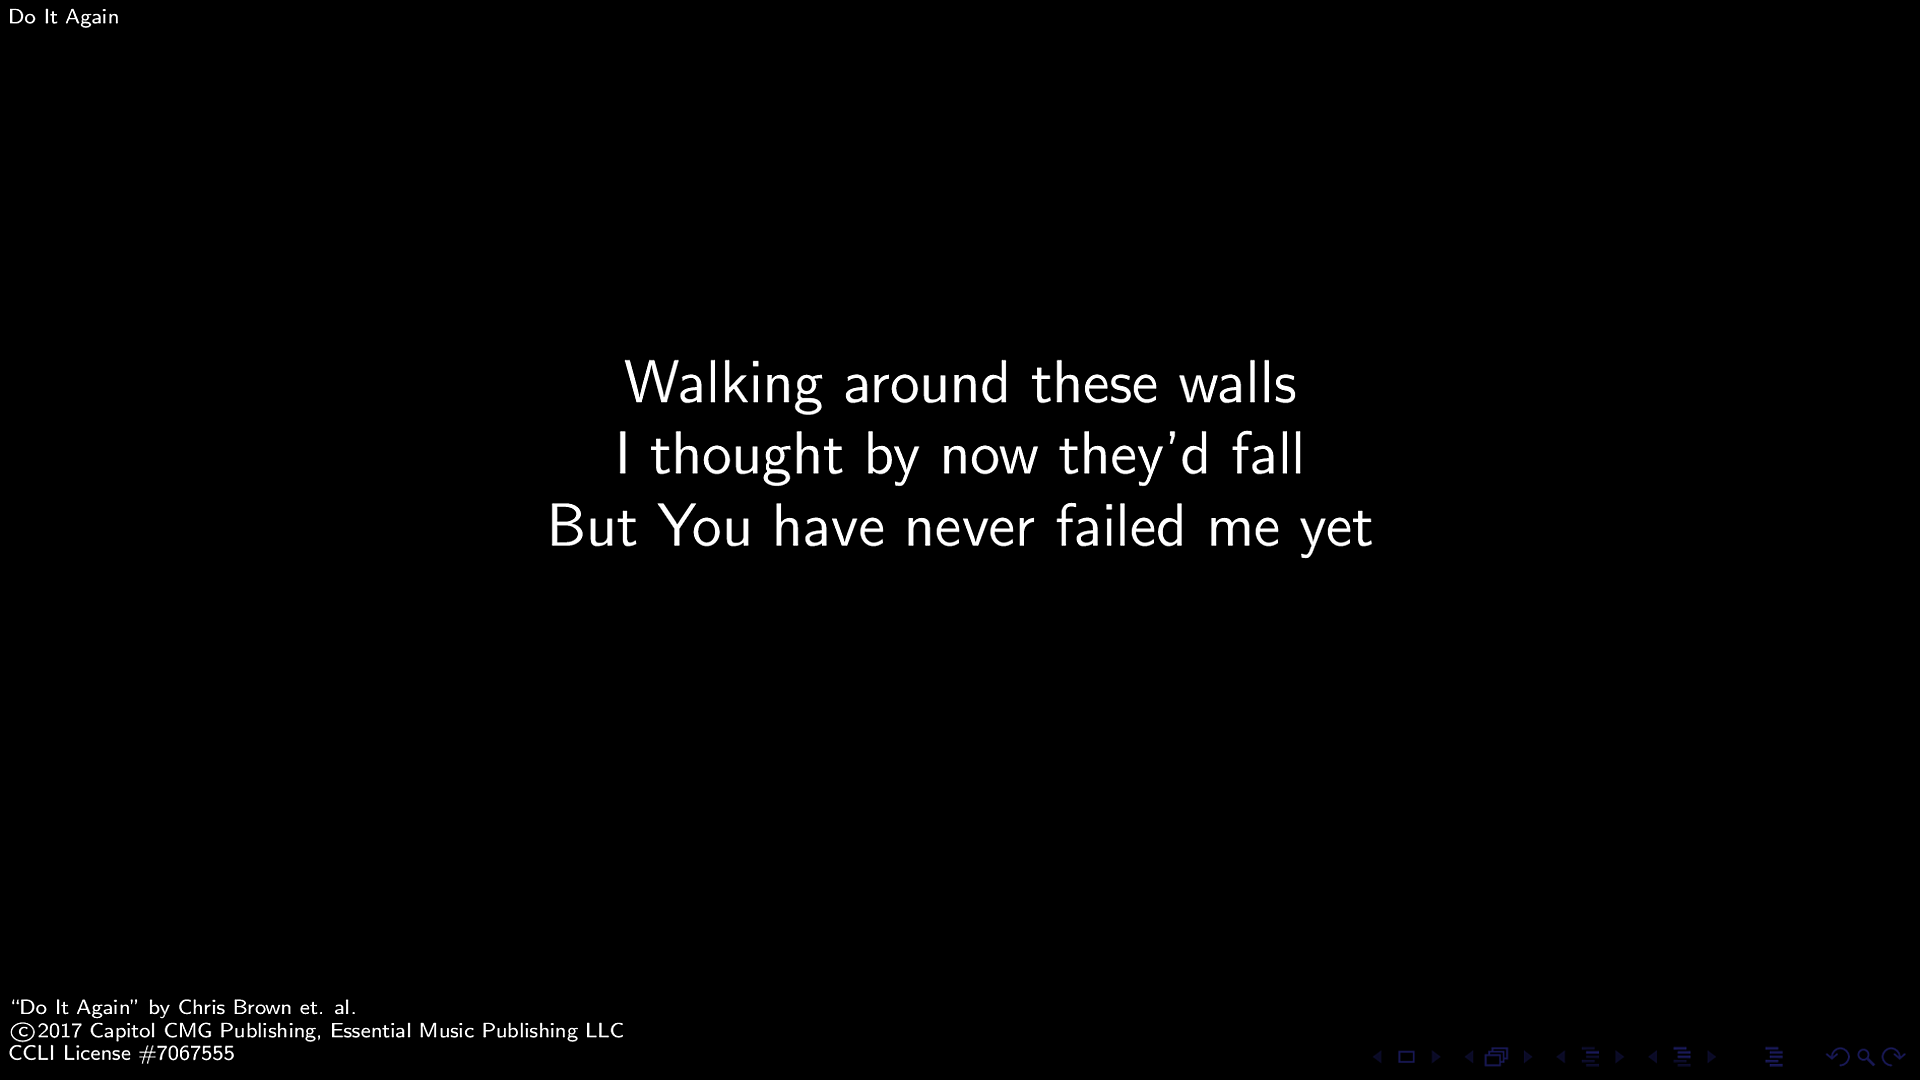 Do It Again
Walking around these walls
I thought by now they'd fall
But You have never failed me yet
“Do It Again” by Chris Brown et. al.
©2017 Capitol CMG Publishing, Essential Music Publishing LLC
CCLI License #7067555